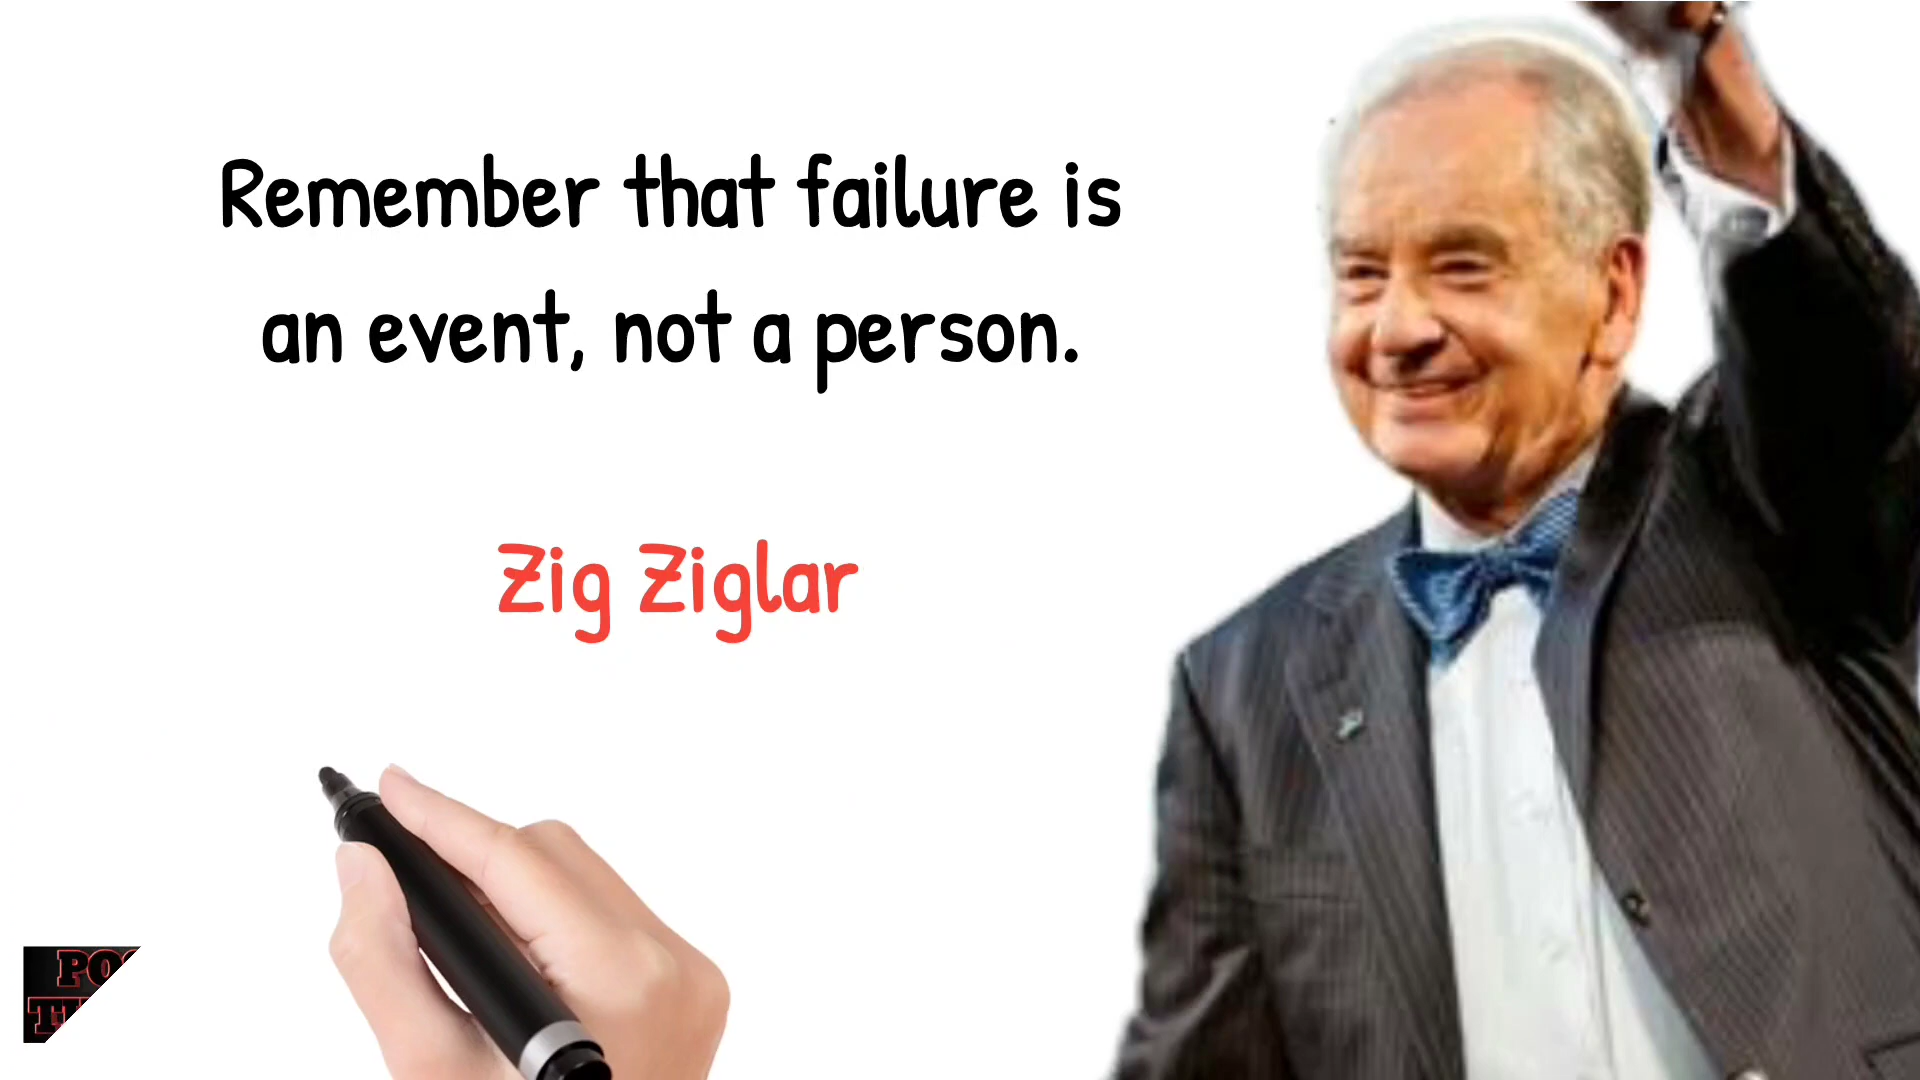 Remember that failure is
an event, not a person.
Zig Ziglar